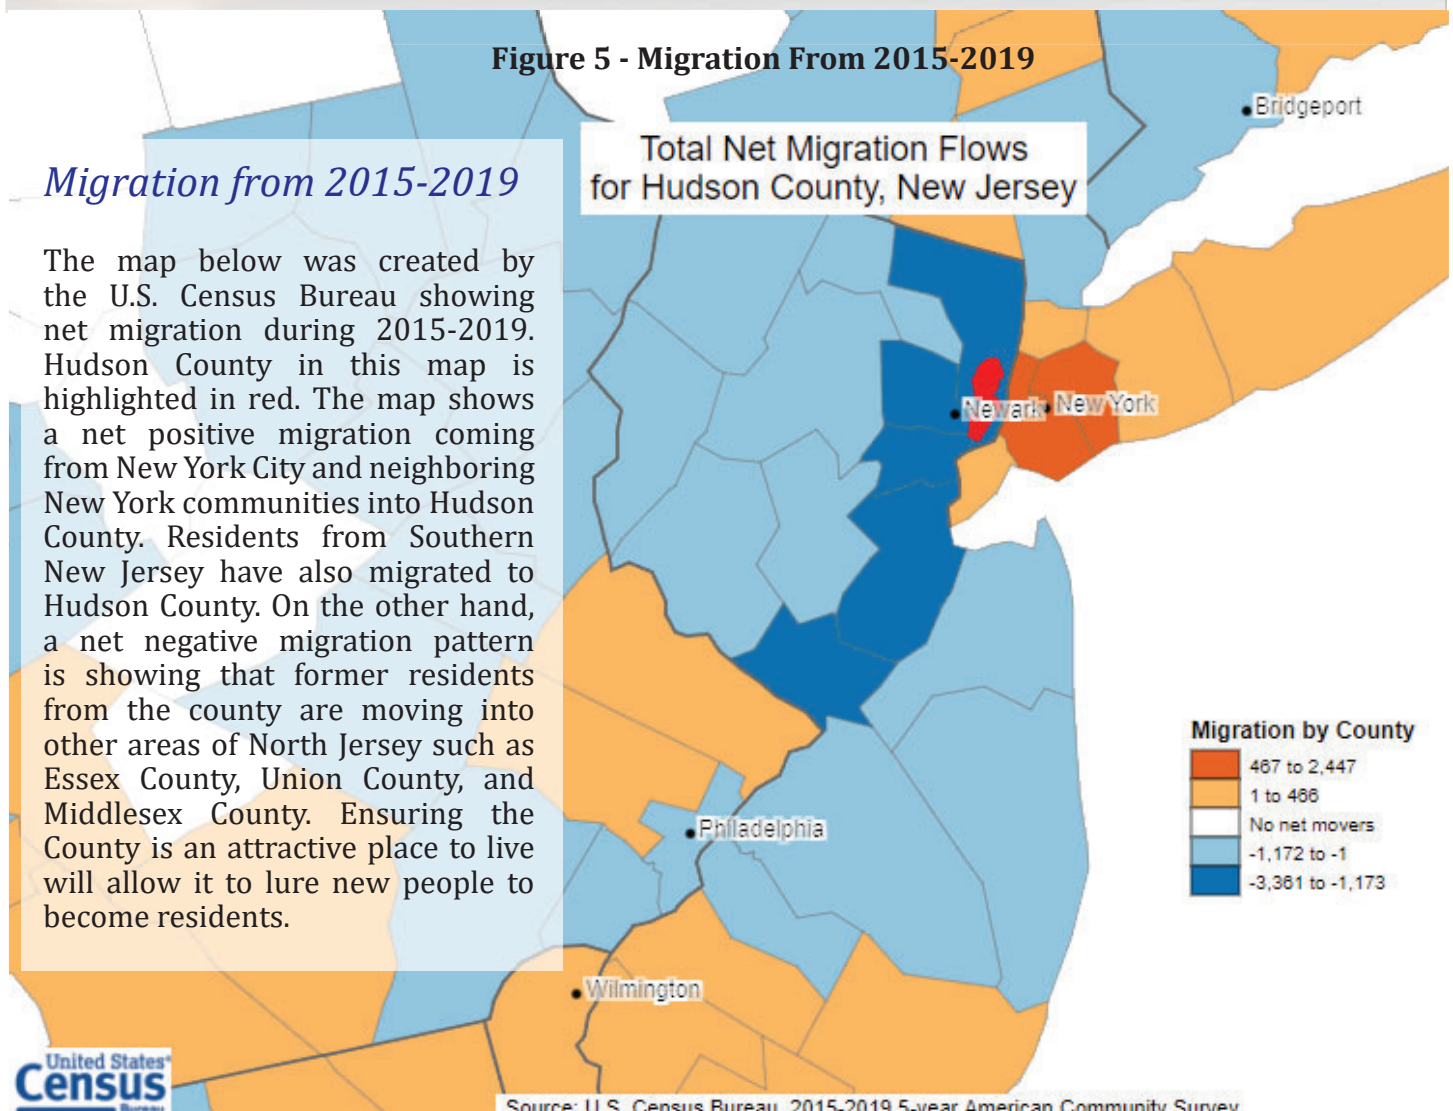 Figure 5 - Migration From 2015-2019
Total Net Migration Flows
for Hudson County, New Jersey
Bridgeport
Migration from 2015-2019
The map below was created by
the U.S. Census Bureau showing
net migration during 2015-2019.
Hudson County in this map is
highlighted in red. The map shows
a net positive migration coming
from New York City and neighboring
New York communities into Hudson
County. Residents from Southern
New Jersey have also migrated to
Hudson County. On the other hand,
a net negative migration pattern
is showing that former residents
from the county are moving into
other areas of North Jersey such as
Essex County, Union County, and
Middlesex County. Ensuring the
County is an attractive place to live
will allow it to lure new people to
become residents.
Newark
New York
Philadelphia
Wilmington
Migration by County
467 to 2,447
1 to 466
No net movers
-1,172 to -1
-3,361 to -1,173
United States®
Census
Bureau
Source: U.S. Census Bureau, 2015-2019 5-year American Community Survey